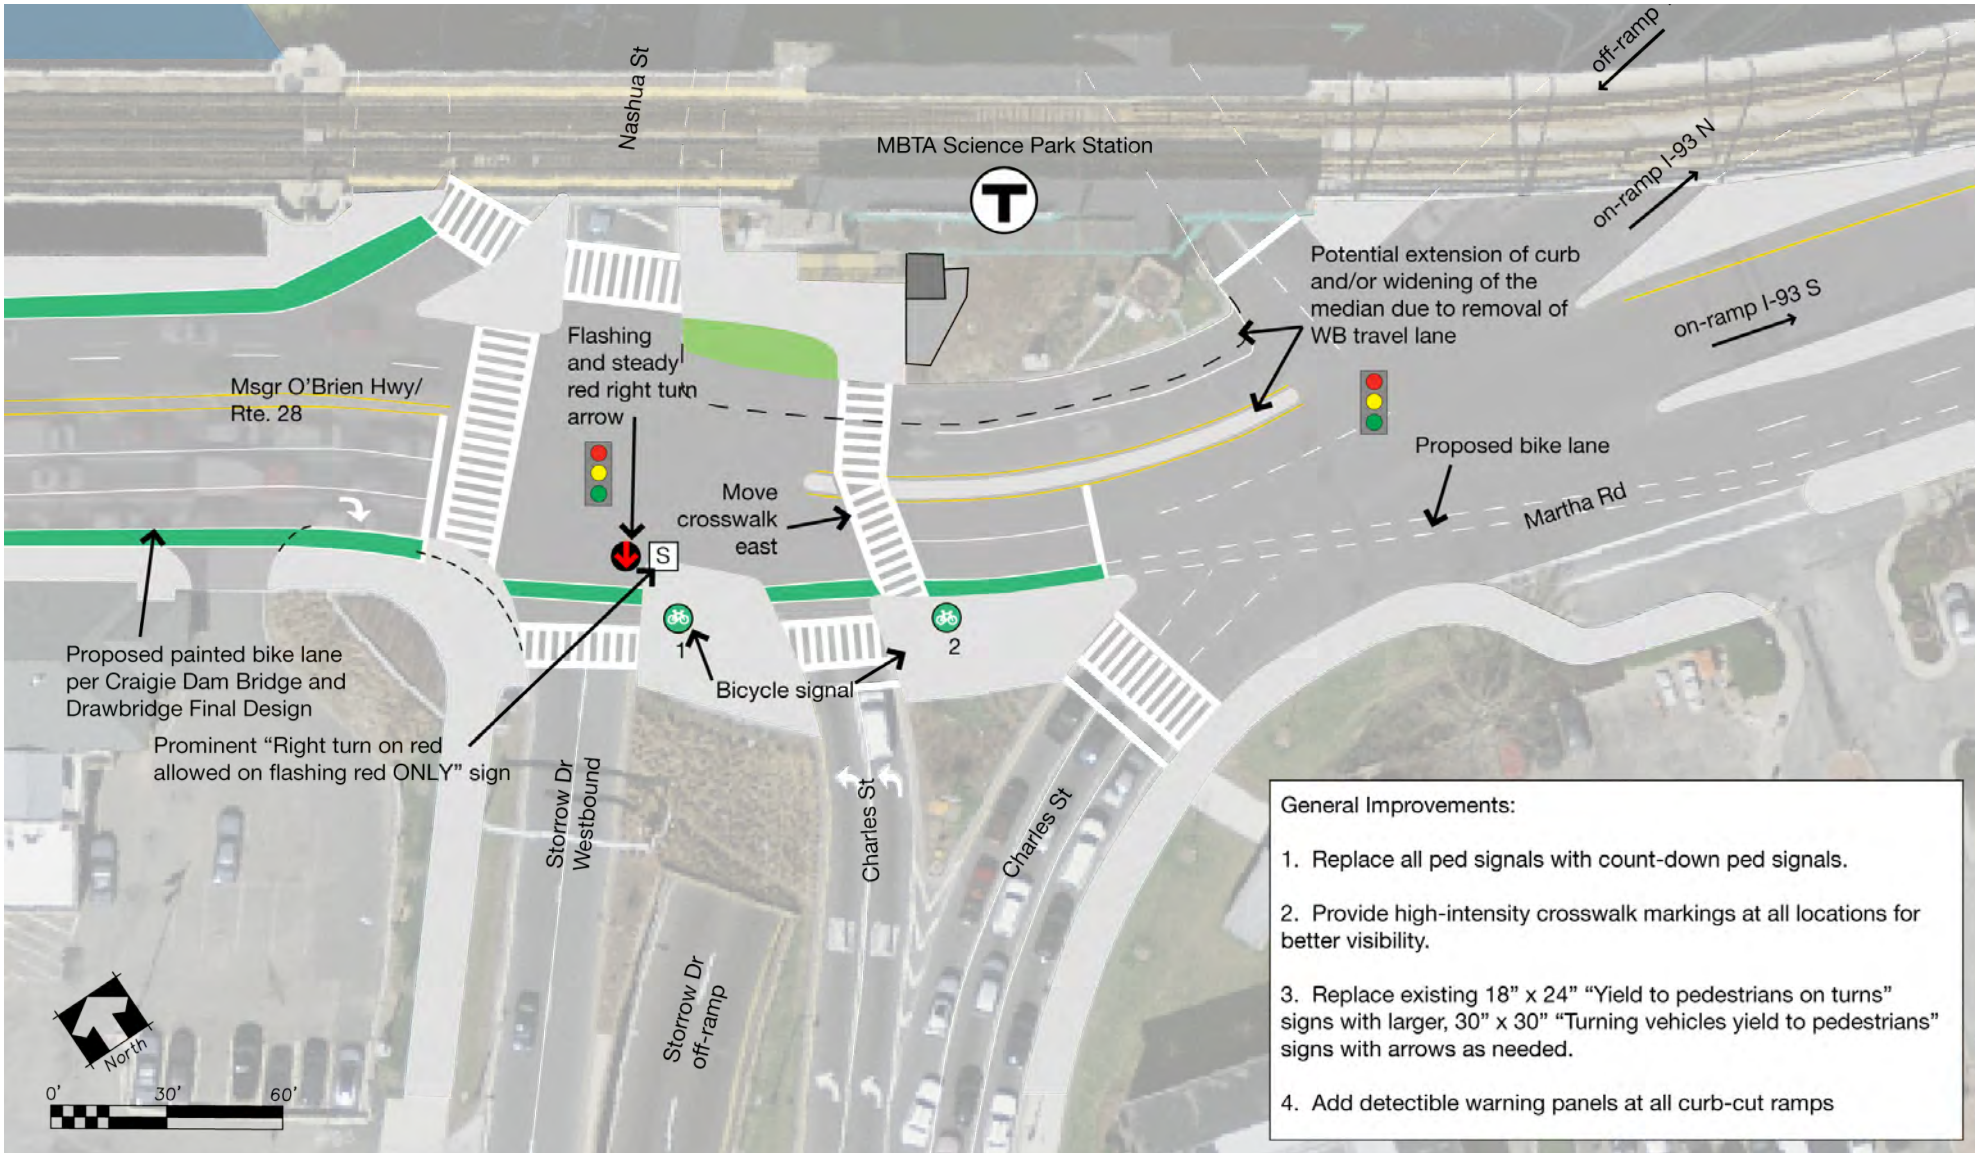 off-ramp
Nashua St
MBTA Science Park Station
T
on-ramp I-93 N
Potential extension of curb
and/or widening of the
median due to removal of
WB travel lane
on-ramp I-93 S
Flashing
and steady
red right turn
arrow
Msgr O’Brien Hwy/
Rte. 28
Proposed bike lane
Move
crosswalk
east
Martha Rd
S
1
2
Bicycle signal
Proposed painted bike lane
per Craigie Dam Bridge and
Drawbridge Final Design
Prominent “Right turn on red
allowed on flashing red ONLY” sign
Storrow Dr
Westbound
Charles St
Charles St
Storrow Dr
off-ramp
North
0’ 30’ 60’
General Improvements:
1. Replace all ped signals with count-down ped signals.
2. Provide high-intensity crosswalk markings at all locations for
better visibility.
3. Replace existing 18” x 24” “Yield to pedestrians on turns”
signs with larger, 30” x 30” “Turning vehicles yield to pedestrians”
signs with arrows as needed.
4. Add detectible warning panels at all curb-cut ramps